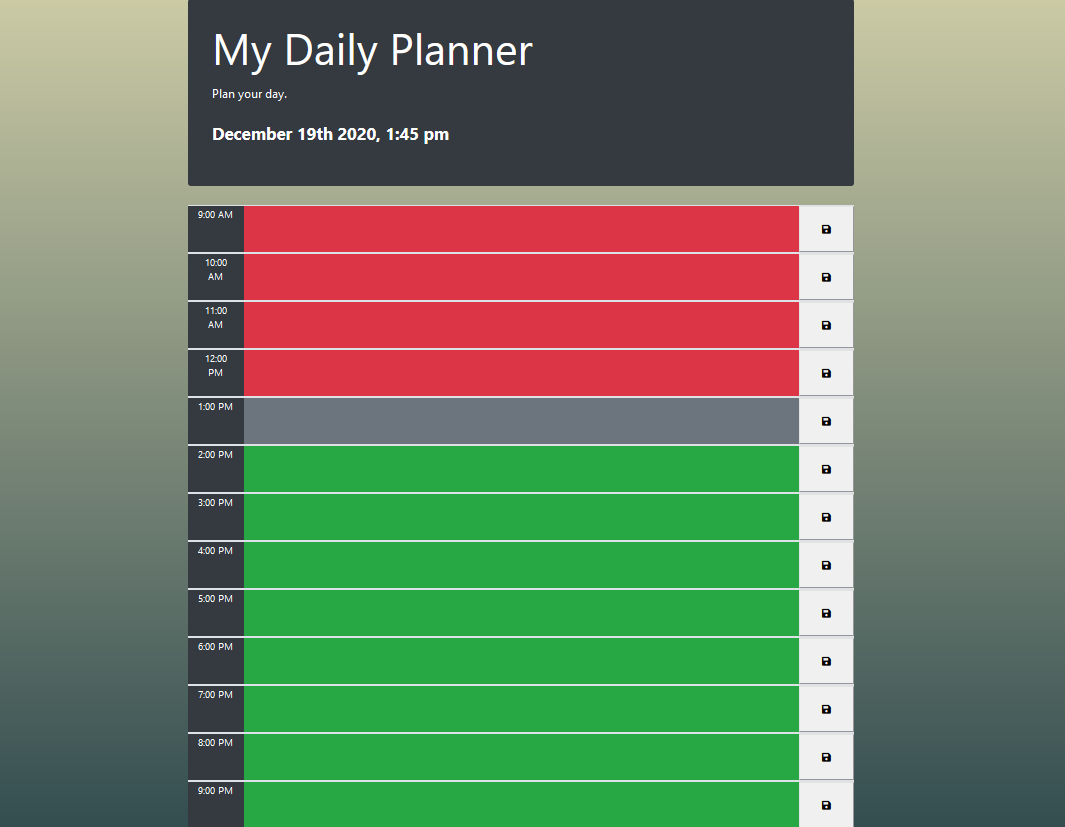 My Daily Planner
Plan your day.
December 19th 2020, 1:45 pm
9:00 AM
10:00
AM
11:00
AM
12:00
PM
1:00 PM
2:00 PM
3:00 PM
4:00 PM
5:00 PM
6:00 PM
7:00 PM
8:00 PM
9:00 PM